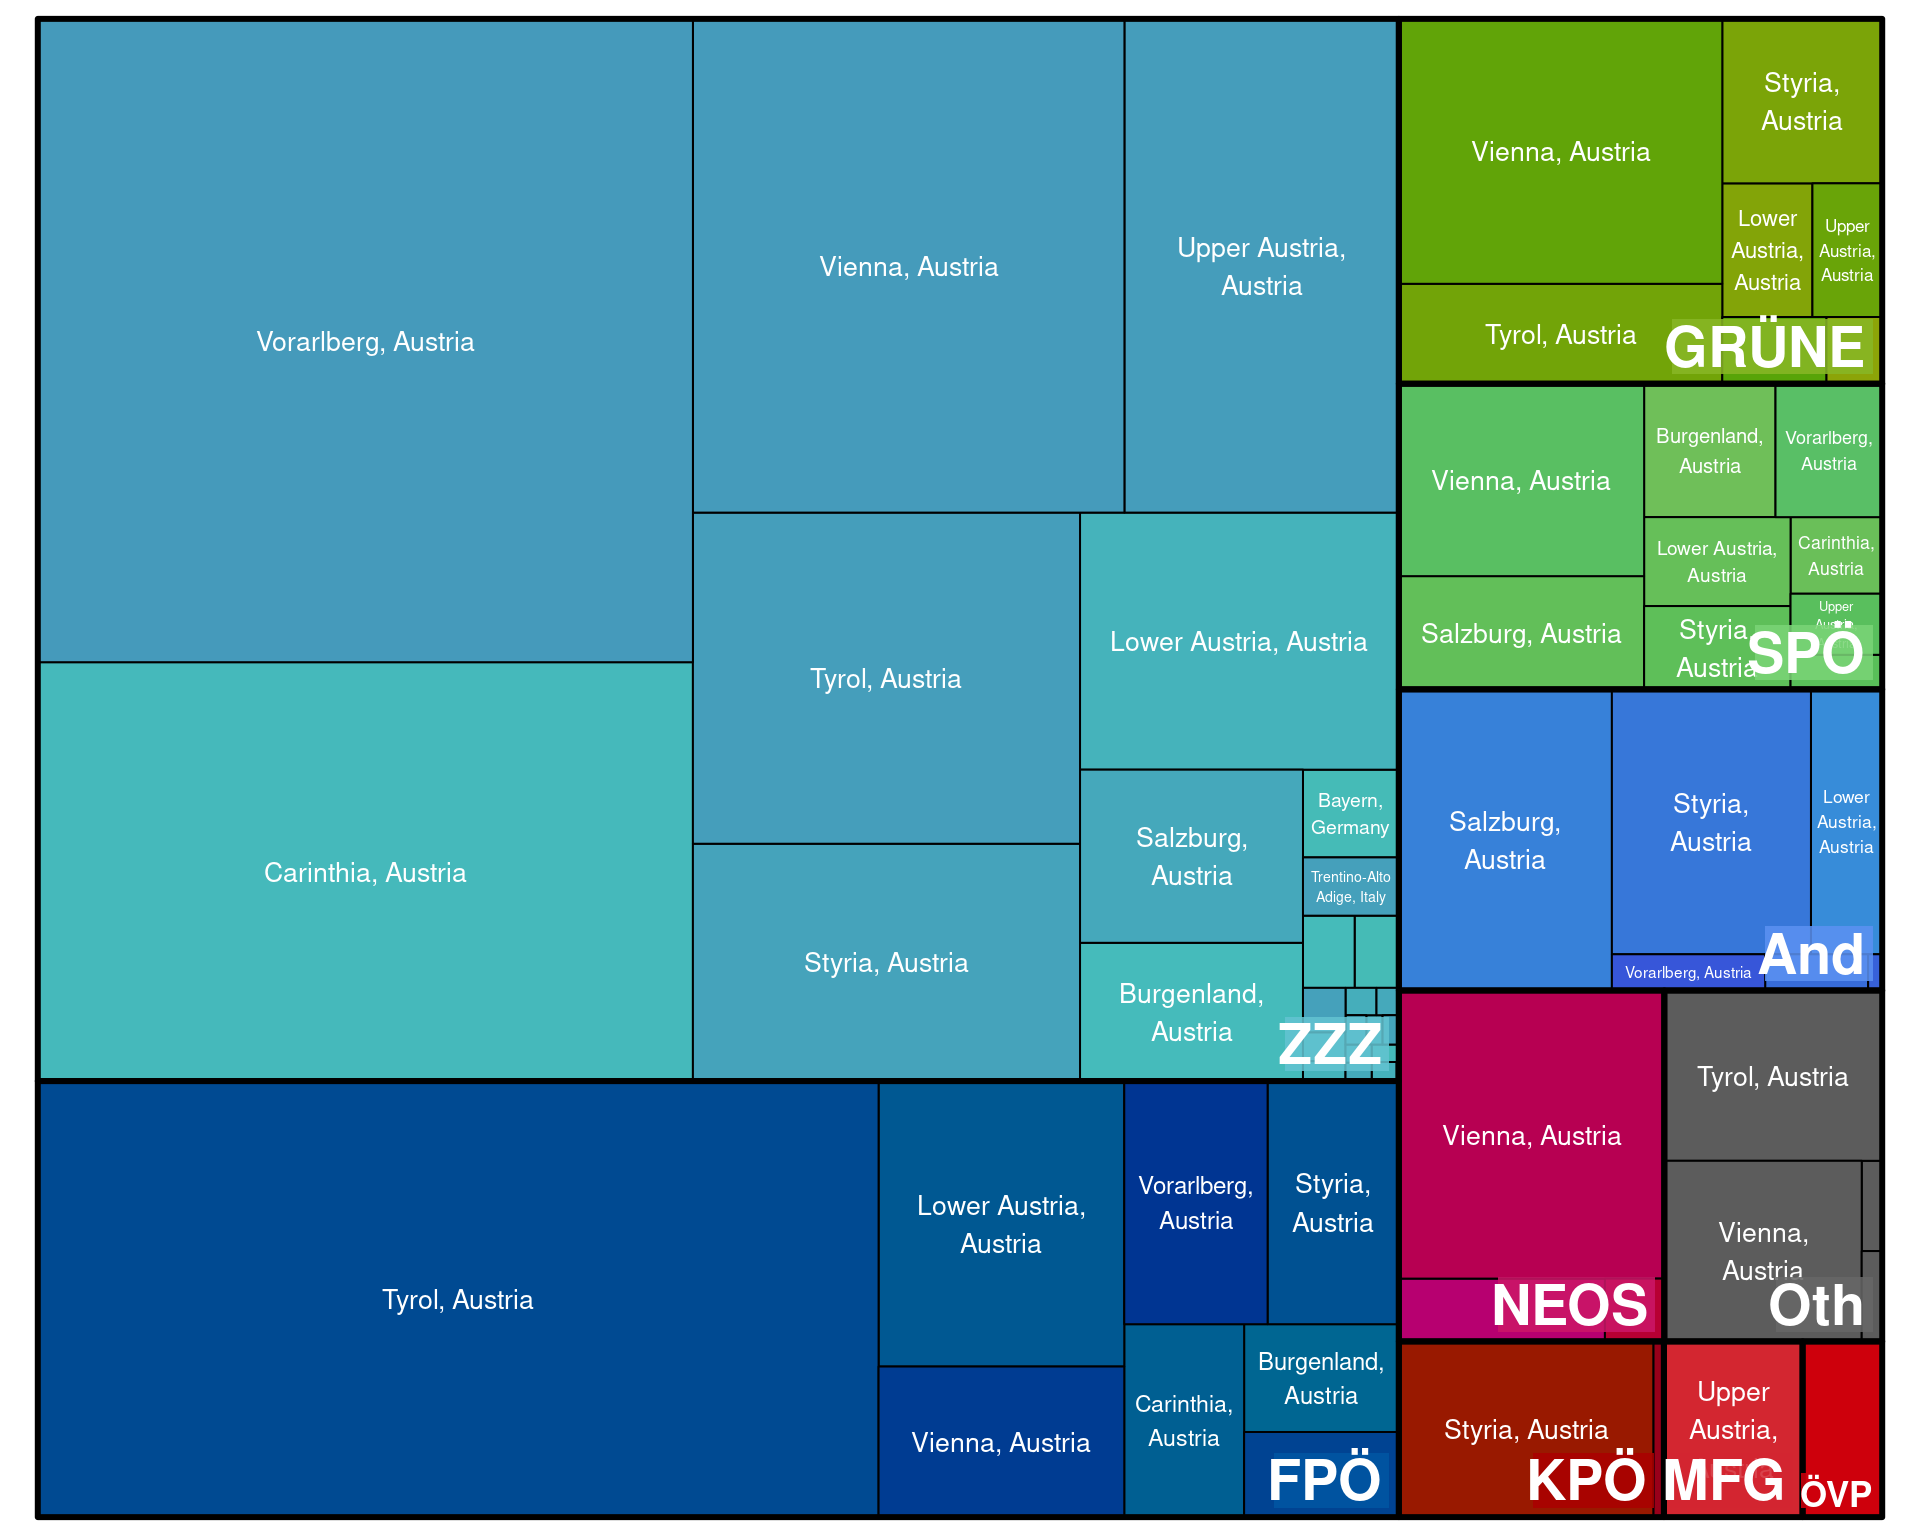 Vorarlberg, Austria
Vienna, Austria
Upper Austria,
Austria
Tyrol, Austria
Lower Austria, Austria
Carinthia, Austria
Styria, Austria
Salzburg,
Austria
Bayern,
Germany
Trentino-Alto
Adige, Italy
Burgenland,
Austria
ZZZ
Tyrol, Austria
Lower Austria,
Austria
Vienna, Austria
Vorarlberg,
Austria
Styria,
Austria
Carinthia,
Austria
Burgenland,
Austria
FPÖ
Vienna, Austria
Styria,
Austria
Lower
Austria,
Austria
Upper
Austria,
Austria
Tyrol, Austria
GRÜNE
Vienna, Austria
Burgenland,
Austria
Vorarlberg,
Austria
Lower Austria,
Austria
Carinthia,
Austria
Salzburg, Austria
Styria,
Austria
Upper
Austria,
SPÖ
Salzburg,
Austria
Styria,
Austria
Lower
Austria,
Austria
Vorarlberg, Austria
And
Vienna, Austria
NEOS
Tyrol, Austria
Vienna,
Austria
Oth
Styria, Austria
KPÖ
Upper
Austria,
MFG
ÖVP